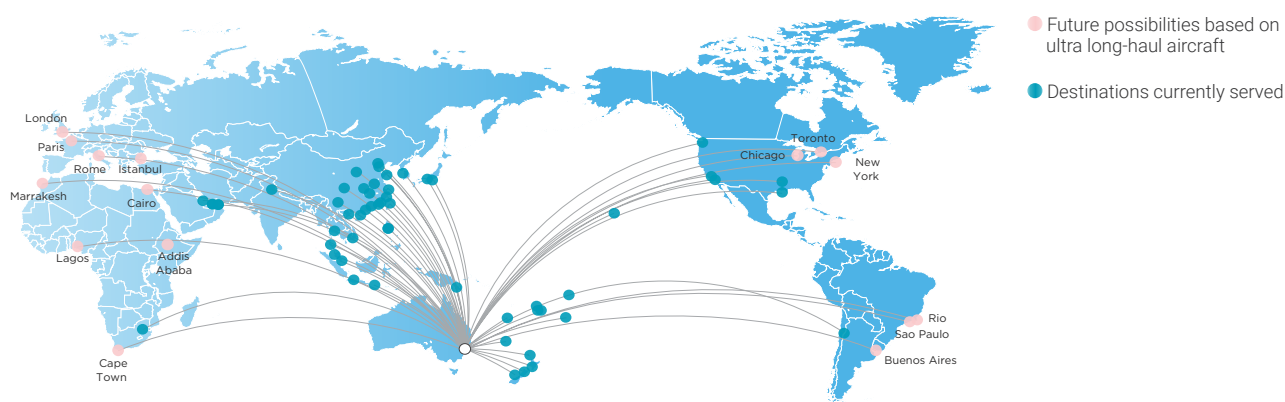 Future possibilities based on
ultra long-haul aircraft
Destinations currently served
London
Paris
Rome
Istanbul
Marrakesh
Cairo
Lagos
Addis
Ababa
Cape
Town
Toronto
Chicago
New
York
Rio
Sao Paulo
Buenos Aires